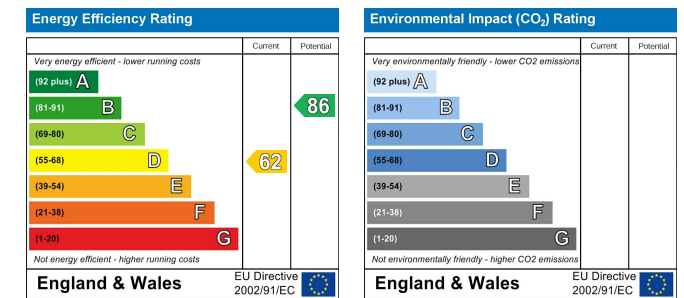 Energy Efficiency Rating
Current Potential
Very energy efficient - lower running costs
(92 plus) A
(81-91) B
86
(69-80) C
(55-68) D
62
(39-54) E
(21-38) F
(1-20) G
Not energy efficient - higher running costs
England & Wales
EU Directive
2002/91/EC
Environmental Impact (CO2) Rating
Current Potential
Very environmentally friendly - lower CO2 emissions
(92 plus) A
(81-91) B
(69-80) C
(55-68) D
(39-54) E
(21-38) F
(1-20) G
Not environmentally friendly - higher CO2 emissions
England & Wales
EU Directive
2002/91/EC